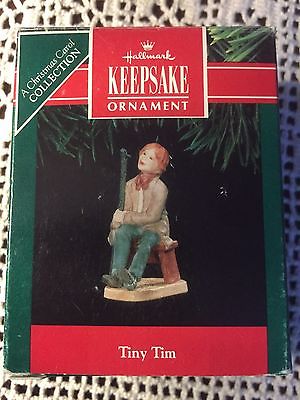 A Christmas Carol
COLLECTION
Hallmark
KEEPSAKE
ORNAMENT
Tiny Tim